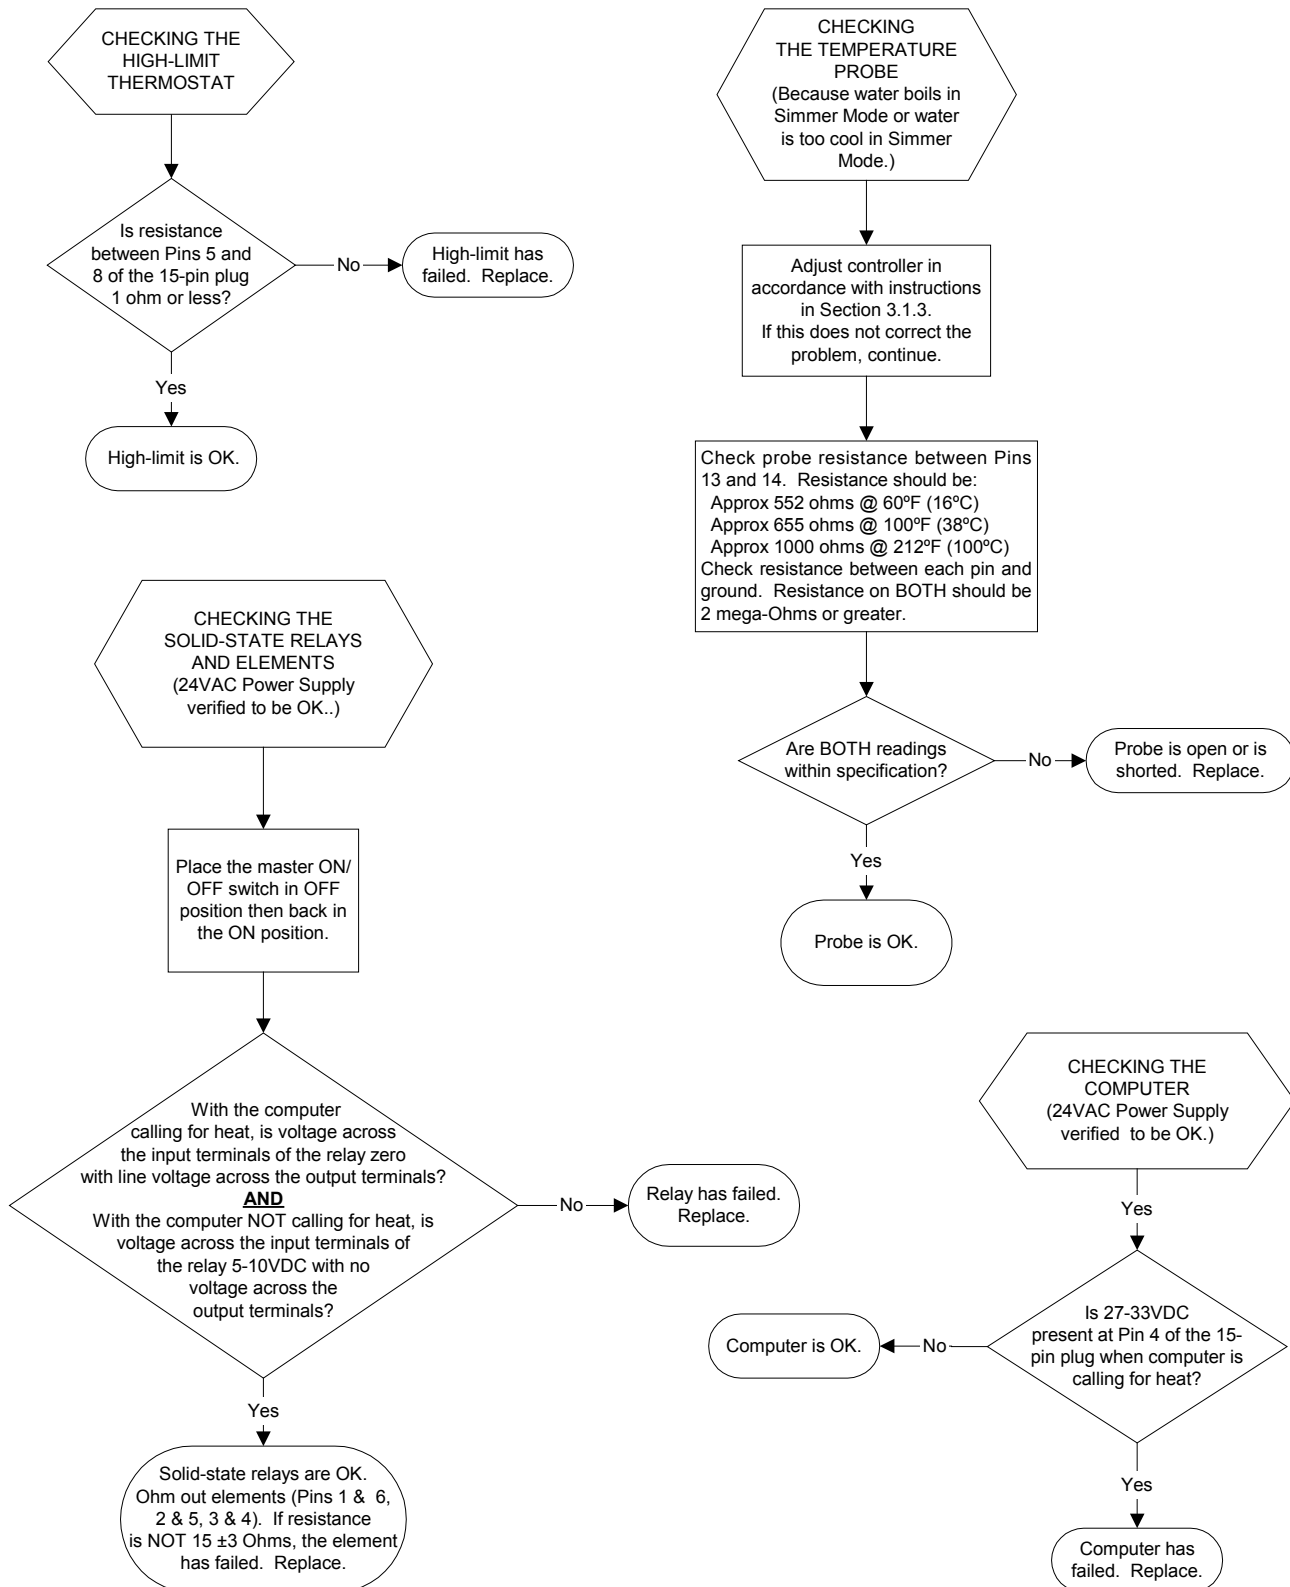 CHECKING THE
HIGH-LIMIT
THERMOSTAT
Is resistance
between Pins 5 and
8 of the 15-pin plug
1 ohm or less?
No
High-limit has
failed. Replace.
Yes
High-limit is OK.
CHECKING
THE TEMPERATURE
PROBE
(Because water boils in
Simmer Mode or water
is too cool in Simmer
Mode.)
Adjust controller in
accordance with instructions
in Section 3.1.3.
If this does not correct the
problem, continue.
Check probe resistance between Pins
13 and 14. Resistance should be:
Approx 552 ohms @ 60ºF (16ºC)
Approx 655 ohms @ 100ºF (38ºC)
Approx 1000 ohms @ 212ºF (100ºC)
Check resistance between each pin and
ground. Resistance on BOTH should be
2 mega-Ohms or greater.
Are BOTH readings
within specification?
No
Probe is open or is
shorted. Replace.
Yes
Probe is OK.
CHECKING THE
SOLID-STATE RELAYS
AND ELEMENTS
(24VAC Power Supply
verified to be OK..)
Place the master ON/
OFF switch in OFF
position then back in
the ON position.
With the computer
calling for heat, is voltage across
the input terminals of the relay zero
with line voltage across the output terminals?
AND
With the computer NOT calling for heat, is
voltage across the input terminals of
the relay 5-10VDC with no
voltage across the
output terminals?
No
Relay has failed.
Replace.
Yes
Solid-state relays are OK.
Ohm out elements (Pins 1 & 6,
2 & 5, 3 & 4). If resistance
is NOT 15 ±3 Ohms, the element
has failed. Replace.
CHECKING THE
COMPUTER
(24VAC Power Supply
verified to be OK.)
Yes
Is 27-33VDC
present at Pin 4 of the 15-
pin plug when computer is
calling for heat?
No
Computer is OK.
Yes
Computer has
failed. Replace.